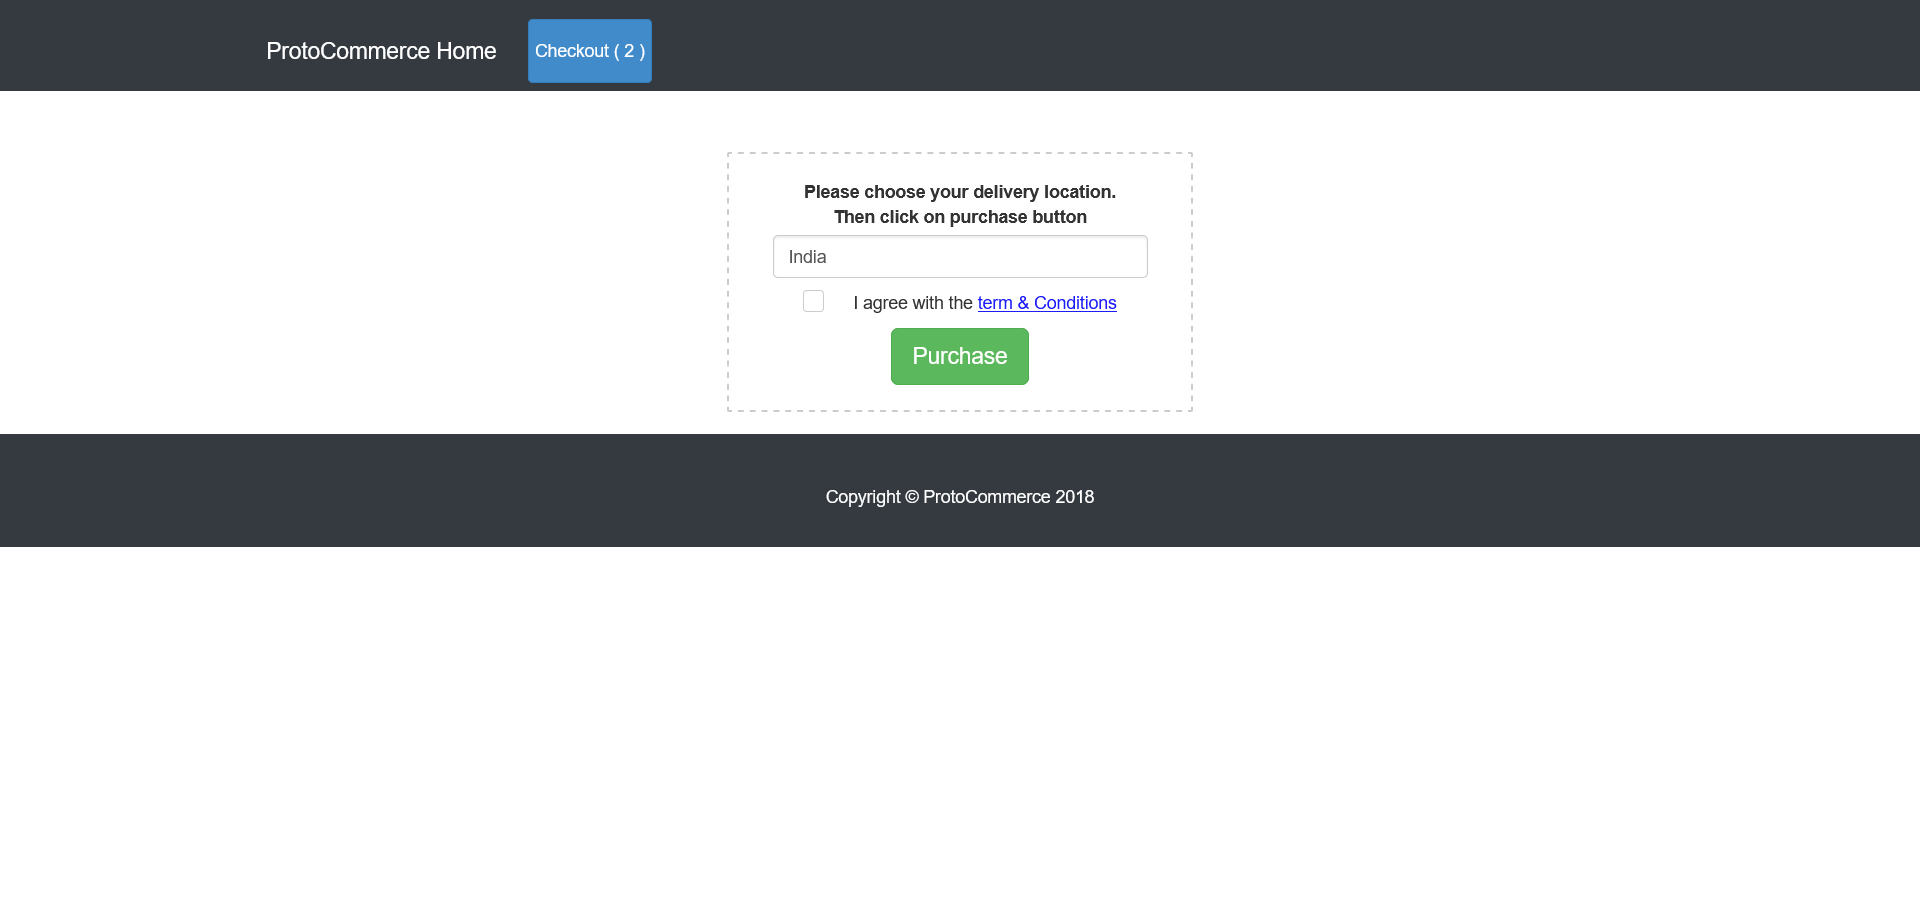 ProtoCommerce Home
Checkout ( 2 )
Please choose your delivery location.
Then click on purchase button
India
I agree with the term & Conditions
Purchase
Copyright © ProtoCommerce 2018